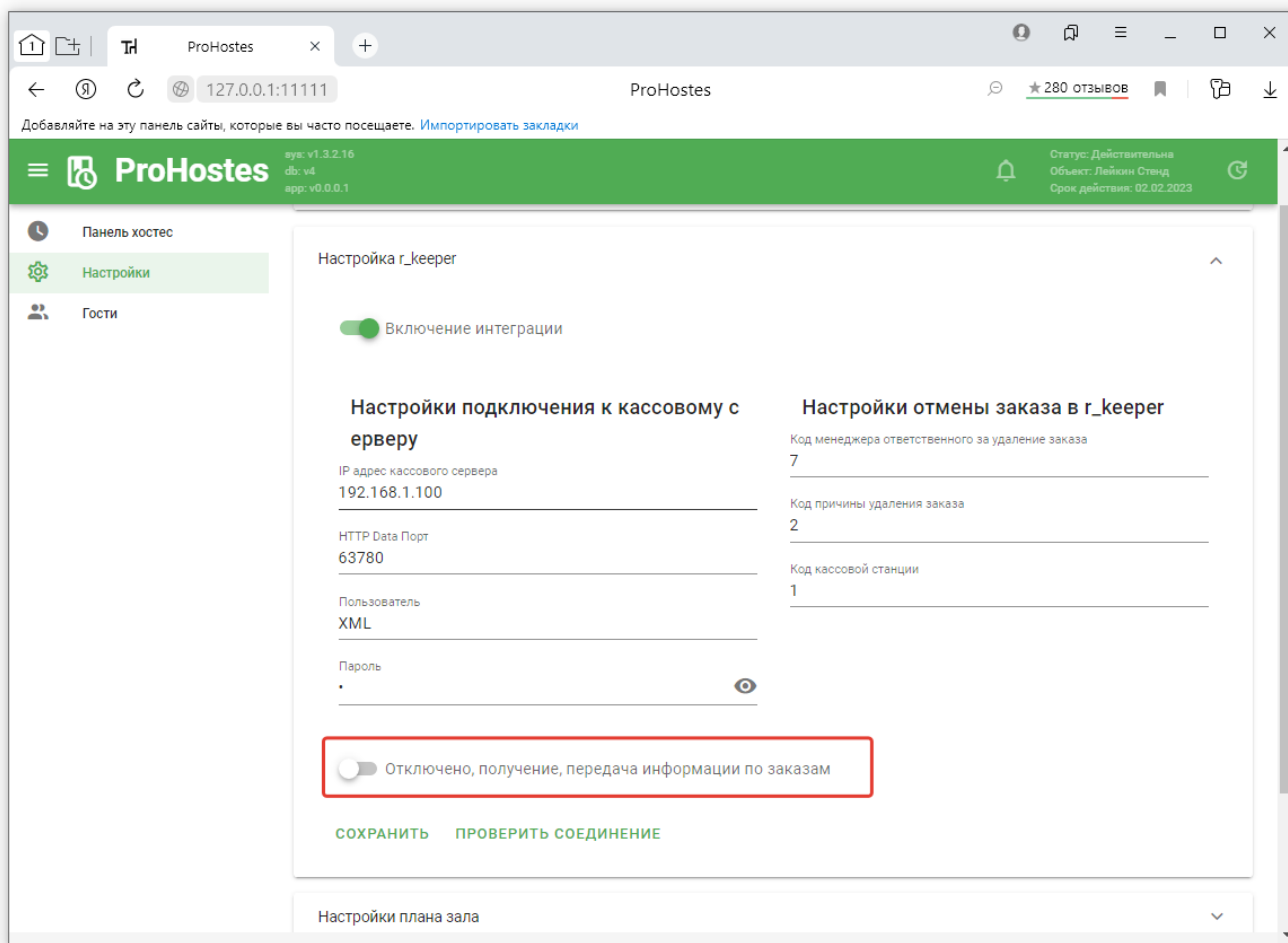 1
TH
ProHostes
Я
127.0.0.1:11111
ProHostes
★ 280 отзывов
Добавляйте на эту панель сайты, которые вы часто посещаете. Импортировать закладки
ProHostes
sys: v1.3.2.16
db: v4
app: v0.0.0.1
Статус: Действительна
Объект: Лейкин Стенд
Срок действия: 02.02.2023
Панель хостес
Настройки
Гости
Настройка r_keeper
Включение интеграции
Настройки подключения к кассовому с
ерверу
IP адрес кассового сервера
192.168.1.100
HTTP Data Порт
63780
Пользователь
XML
Пароль
•
Настройки отмены заказа в r_keeper
Код менеджера ответственного за удаление заказа
7
Код причины удаления заказа
2
Код кассовой станции
1
Отключено, получение, передача информации по заказам
СОХРАНИТЬ
ПРОВЕРИТЬ СОЕДИНЕНИЕ
Настройки плана зала